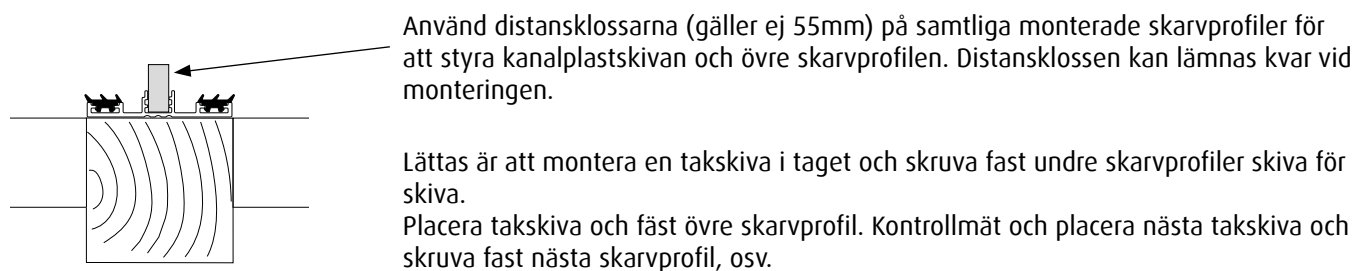 Använd distansklossarna (gäller ej 55mm) på samtliga monterade skarvprofiler för
att styra kanalplastskivan och övre skarvprofilen. Distansklossen kan lämnas kvar vid
monteringen.
Lättas är att montera en takskiva i taget och skruva fast undre skarvprofiler skiva för
skiva.
Placera takskiva och fäst övre skarvprofil. Kontrollmät och placera nästa takskiva och
skruva fast nästa skarvprofil, osv.